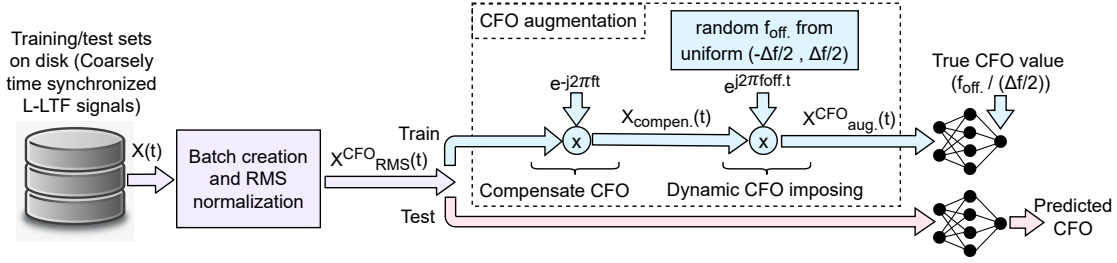 Training/test sets
on disk (Coarsely
time synchronized
L-LTF signals)
X(t)
Batch creation
and RMS
normalization
X^CFO_RMS(t)
Train
Test
CFO augmentation
e-j2πft
x
Compensate CFO
X_compen.(t)
random f_off. from
uniform (-Δf/2 , Δf/2)
e^j2πfoff.t
x
Dynamic CFO imposing
X^CFO_aug.(t)
True CFO value
(f_off. / (Δf/2))
Predicted
CFO